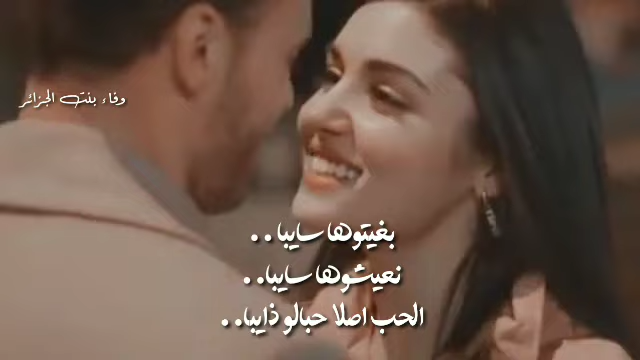 وفاء بنت الجزائر
بغيتوها سايبا..
نعيشوها سايبا..
الحب اصلا حبالو ذايبا..